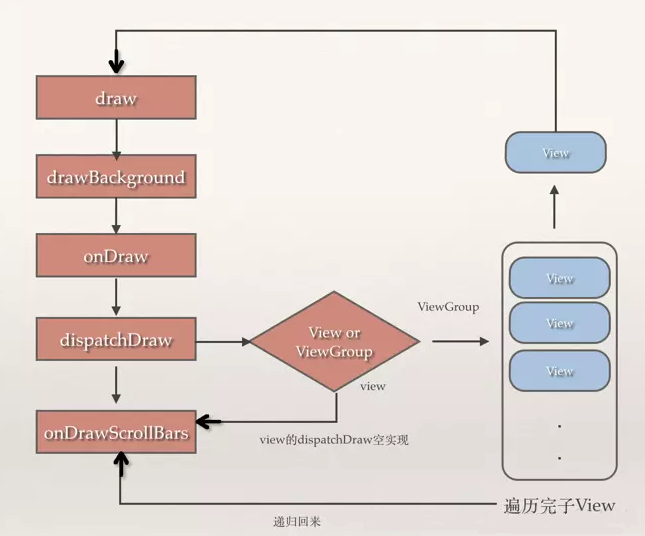 draw
drawBackground
onDraw
dispatchDraw
onDrawScrollBars
View or
ViewGroup
view
view的dispatchDraw空实现
ViewGroup
View
View
View
View
.
.
遍历完子View
递归回来